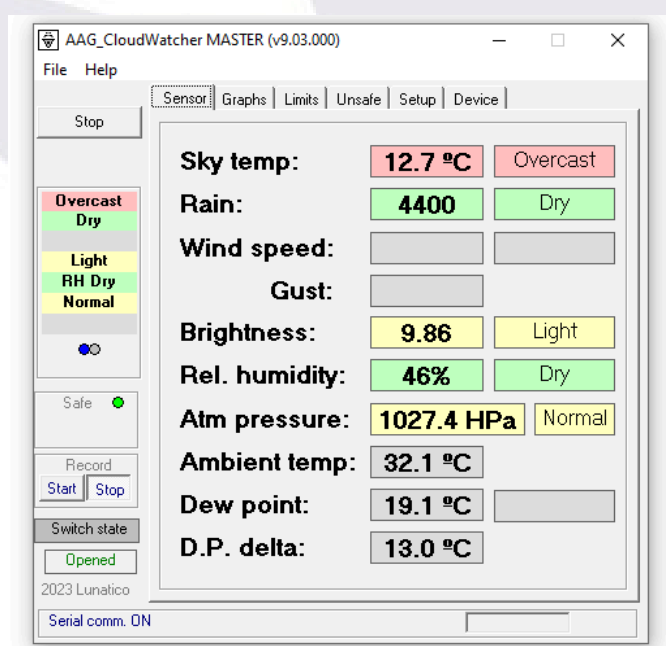 AAG_CloudWatcher MASTER (v9.03.000)
File Help
Stop
Sensor Graphs Limits Unsafe Setup Device
Overcast
Dry
Light
RH Dry
Normal
Safe
Record
Start Stop
Switch state
Opened
2023 Lunatico
Sky temp: 12.7 ºC Overcast
Rain: 4400 Dry
Wind speed:
Gust:
Brightness: 9.86 Light
Rel. humidity: 46% Dry
Atm pressure: 1027.4 HPa Normal
Ambient temp: 32.1 ºC
Dew point: 19.1 ºC
D.P. delta: 13.0 ºC
Serial comm. ON